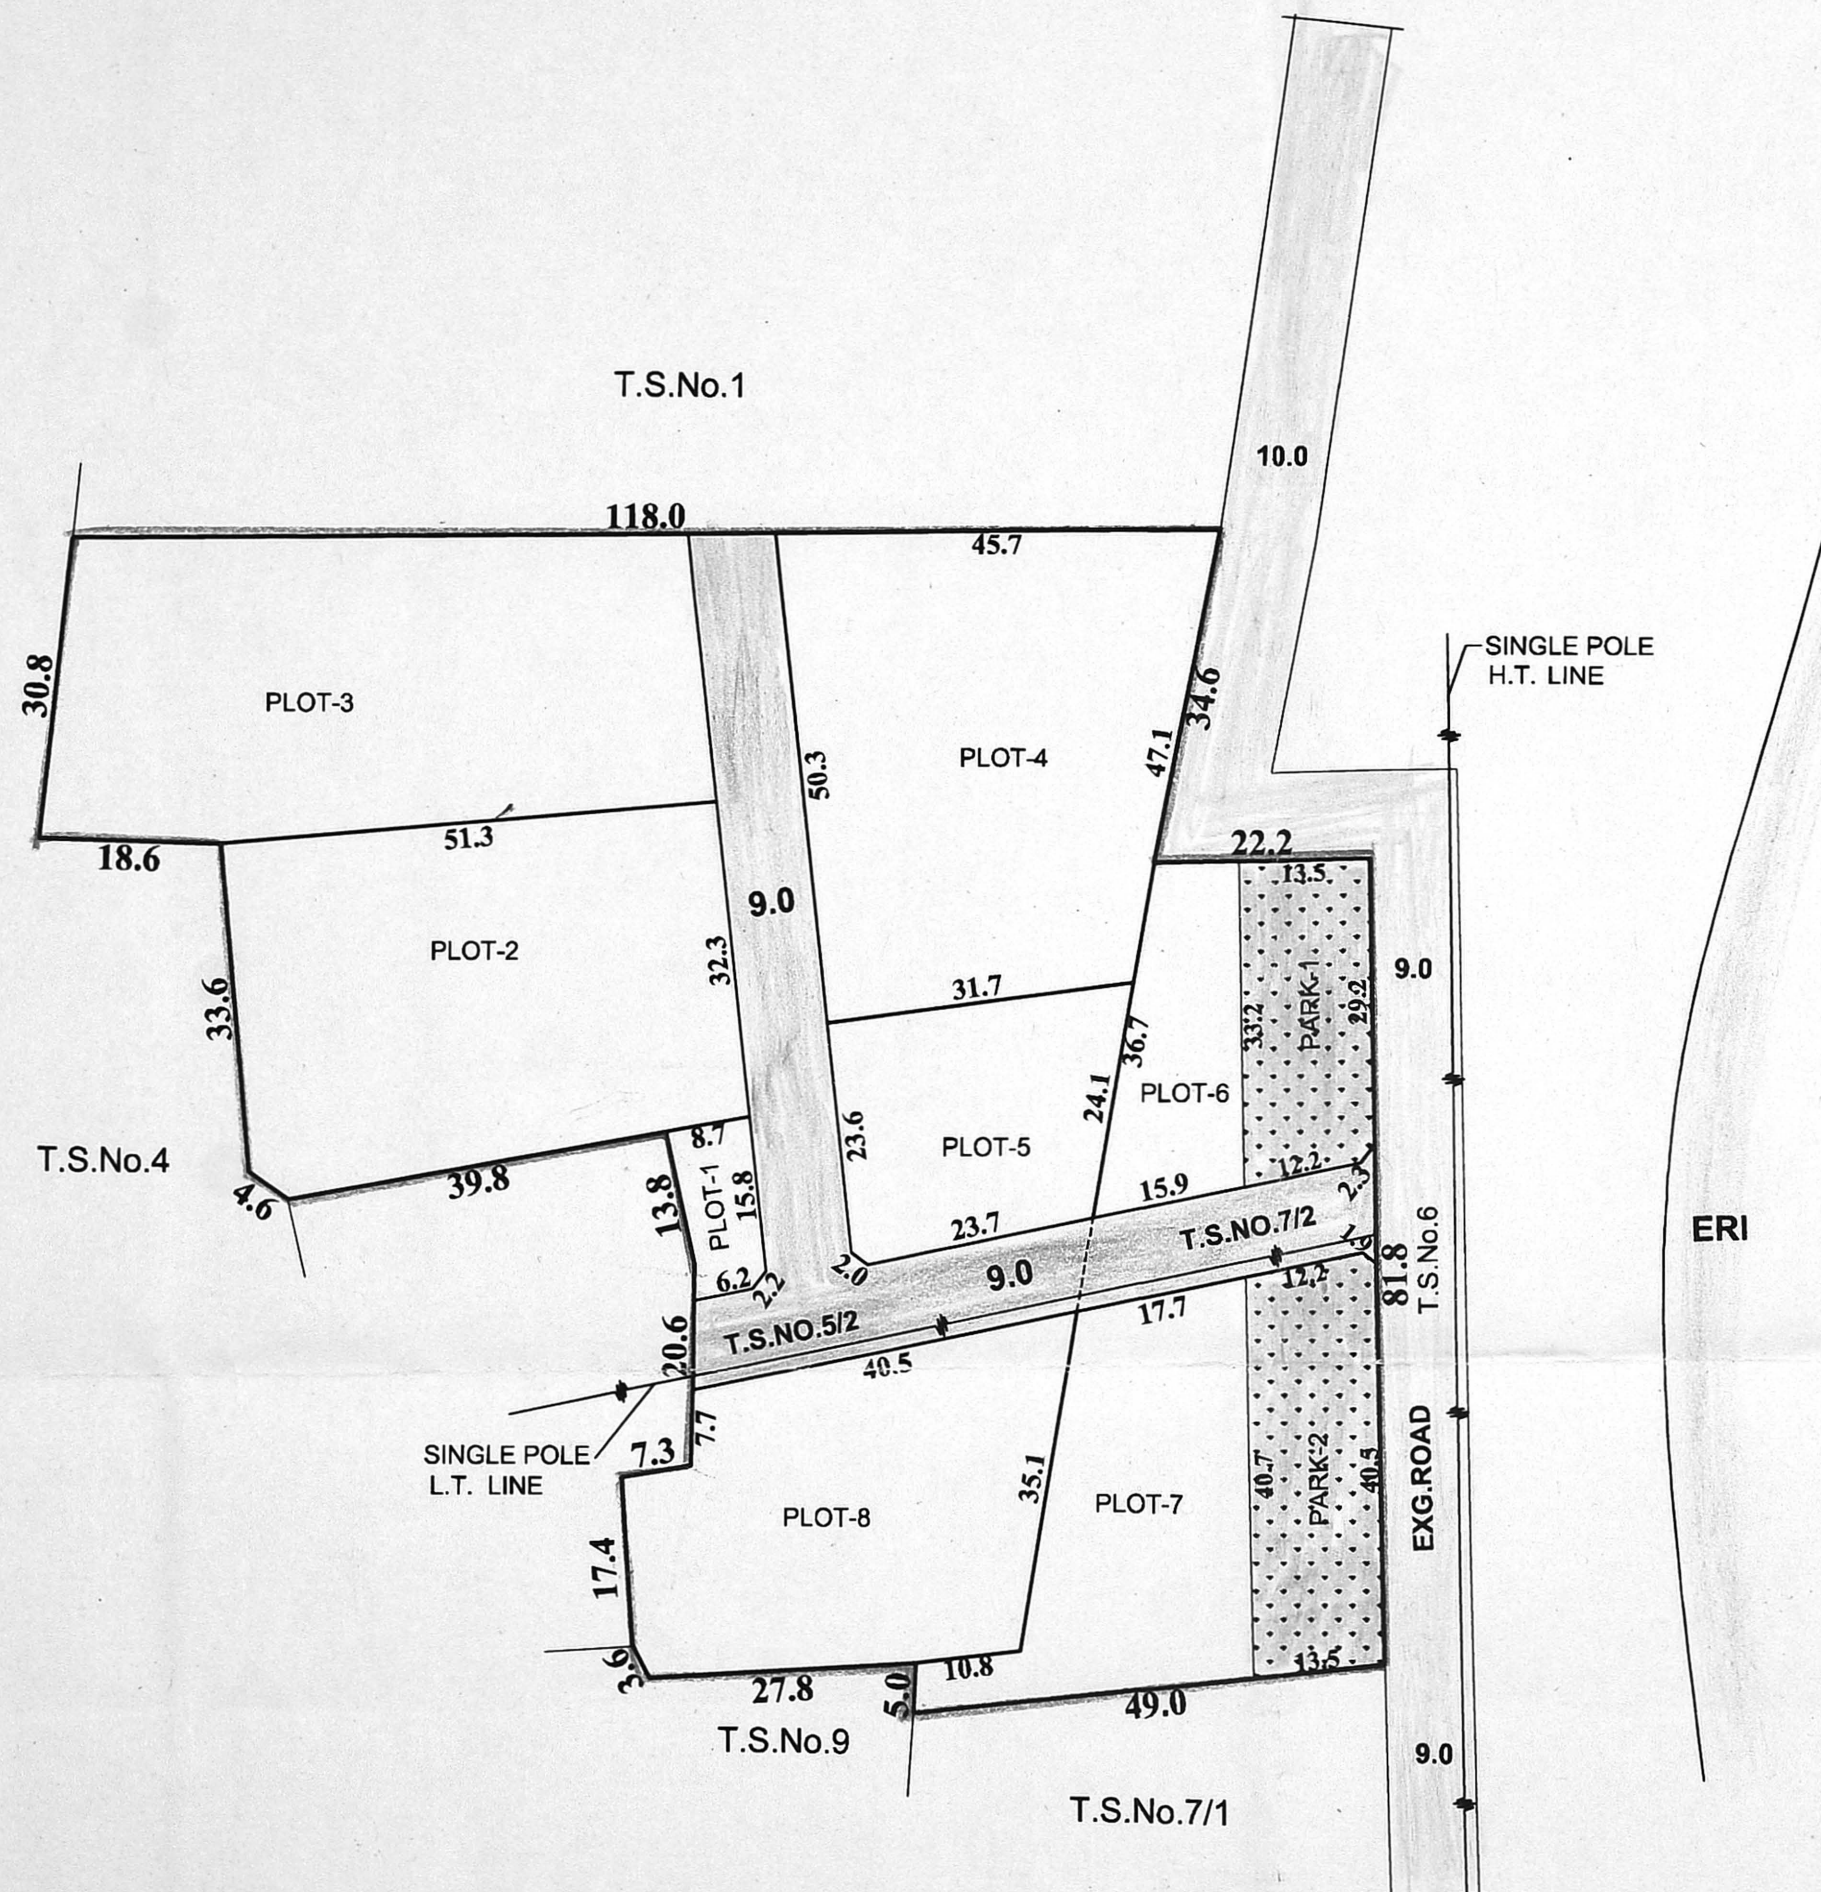 T.S.No.1
10.0
118.0
45.7
SINGLE POLE
H.T. LINE
30.8
PLOT-3
34.6
47.1
PLOT-4
50.3
18.6
51.3
22.2
13.5
9.0
PLOT-2
32.3
33.6
31.7
9.0
PARK-1
33.2
29.2
36.7
24.1
PLOT-6
T.S.No.4
8.7
23.6
PLOT-5
4.6
39.8
13.8
PLOT-1
15.8
15.9
12.2
2.3
23.7
T.S.NO.7/2
1.6
T.S.No.6
ERI
6.2
2.2
2.0
9.0
12.2
81.8
17.7
20.6
T.S.NO.5/2
40.5
7.7
SINGLE POLE
L.T. LINE
7.3
35.1
PLOT-8
PLOT-7
40.7
PARK-2
40.5
EXG.ROAD
17.4
3.6
27.8
5.0
10.8
13.5
49.0
T.S.No.9
9.0
T.S.No.7/1